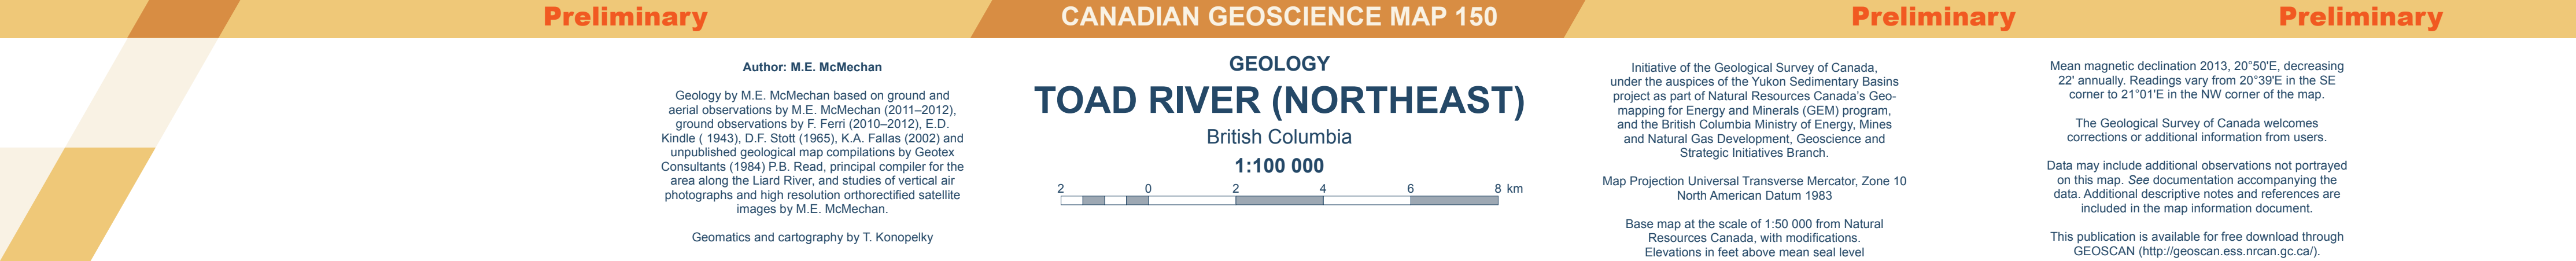 Preliminary
CANADIAN GEOSCIENCE MAP 150
Preliminary
Preliminary
Author: M.E. McMechan
Geology by M.E. McMechan based on ground and
aerial observations by M.E. McMechan (2011–2012),
ground observations by F. Ferri (2010–2012), E.D.
Kindle ( 1943), D.F. Stott (1965), K.A. Fallas (2002) and
unpublished geological map compilations by Geotex
Consultants (1984) P.B. Read, principal compiler for the
area along the Liard River, and studies of vertical air
photographs and high resolution orthorectified satellite
images by M.E. McMechan.
Geomatics and cartography by T. Konopelky
GEOLOGY
TOAD RIVER (NORTHEAST)
British Columbia
1:100 000
2 0 2 4 6 8 km
Initiative of the Geological Survey of Canada,
under the auspices of the Yukon Sedimentary Basins
project as part of Natural Resources Canada's Geo-
mapping for Energy and Minerals (GEM) program,
and the British Columbia Ministry of Energy, Mines
and Natural Gas Development, Geoscience and
Strategic Initiatives Branch.
Map Projection Universal Transverse Mercator, Zone 10
North American Datum 1983
Base map at the scale of 1:50 000 from Natural
Resources Canada, with modifications.
Elevations in feet above mean seal level
Mean magnetic declination 2013, 20°50'E, decreasing
22' annually. Readings vary from 20°39'E in the SE
corner to 21°01'E in the NW corner of the map.
The Geological Survey of Canada welcomes
corrections or additional information from users.
Data may include additional observations not portrayed
on this map. See documentation accompanying the
data. Additional descriptive notes and references are
included in the map information document.
This publication is available for free download through
GEOSCAN (http://geoscan.ess.nrcan.gc.ca/).